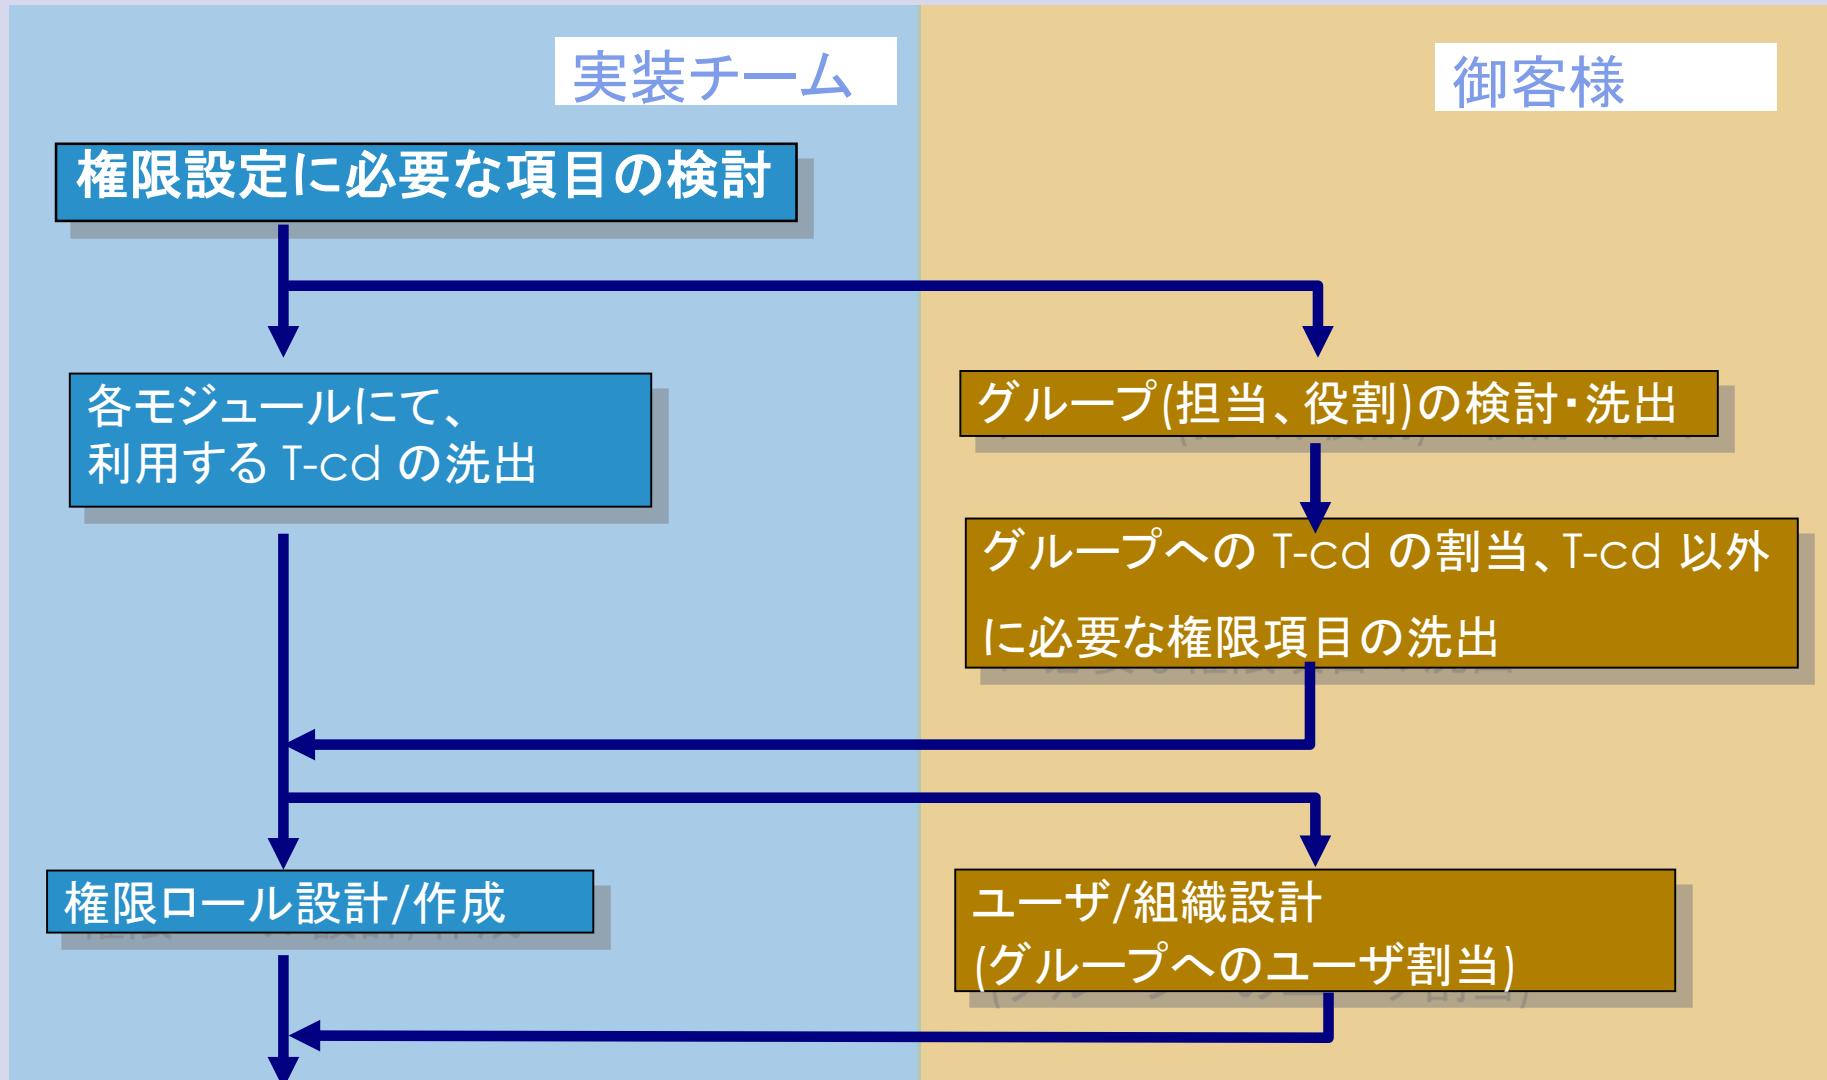 実装チーム
御客様
権限設定に必要な項目の検討
各モジュールにて、
利用する T-cd の洗出
グループ(担当、役割)の検討・洗出
グループへの T-cd の割当、T-cd 以外
に必要な権限項目の洗出
権限ロール設計/作成
ユーザ/組織設計
(グループへのユーザ割当)